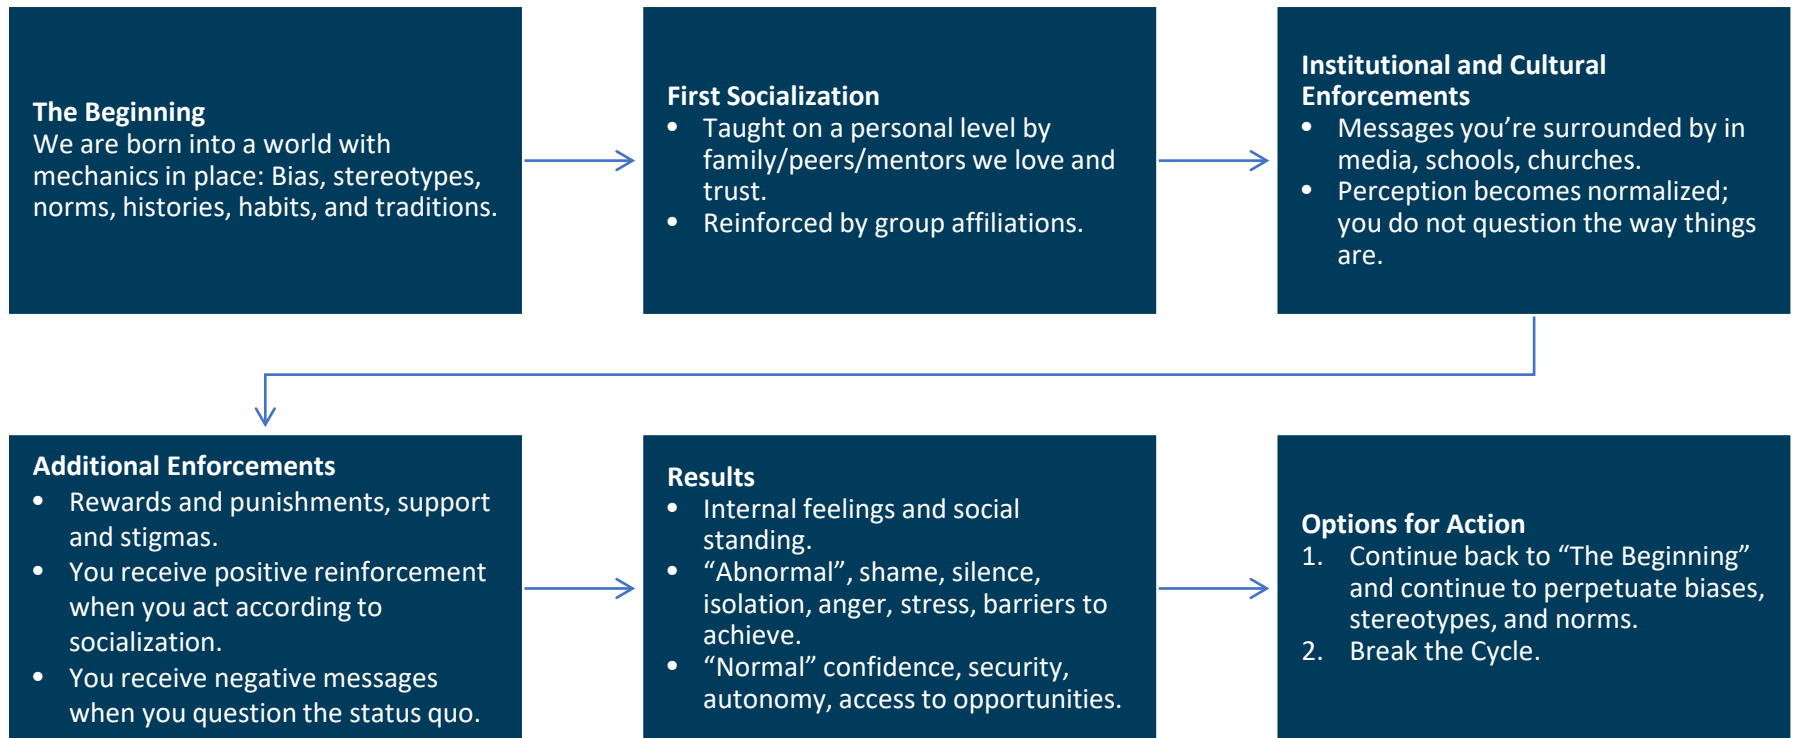 The Beginning
We are born into a world with
mechanics in place: Bias, stereotypes,
norms, histories, habits, and traditions.
First Socialization
• Taught on a personal level by
family/peers/mentors we love and
trust.
• Reinforced by group affiliations.
Institutional and Cultural
Enforcements
• Messages you’re surrounded by in
media, schools, churches.
• Perception becomes normalized;
you do not question the way things
are.
Additional Enforcements
• Rewards and punishments, support
and stigmas.
• You receive positive reinforcement
when you act according to
socialization.
• You receive negative messages
when you question the status quo.
Results
• Internal feelings and social
standing.
• “Abnormal”, shame, silence,
isolation, anger, stress, barriers to
achieve.
• “Normal” confidence, security,
autonomy, access to opportunities.
Options for Action
1. Continue back to “The Beginning”
and continue to perpetuate biases,
stereotypes, and norms.
2. Break the Cycle.